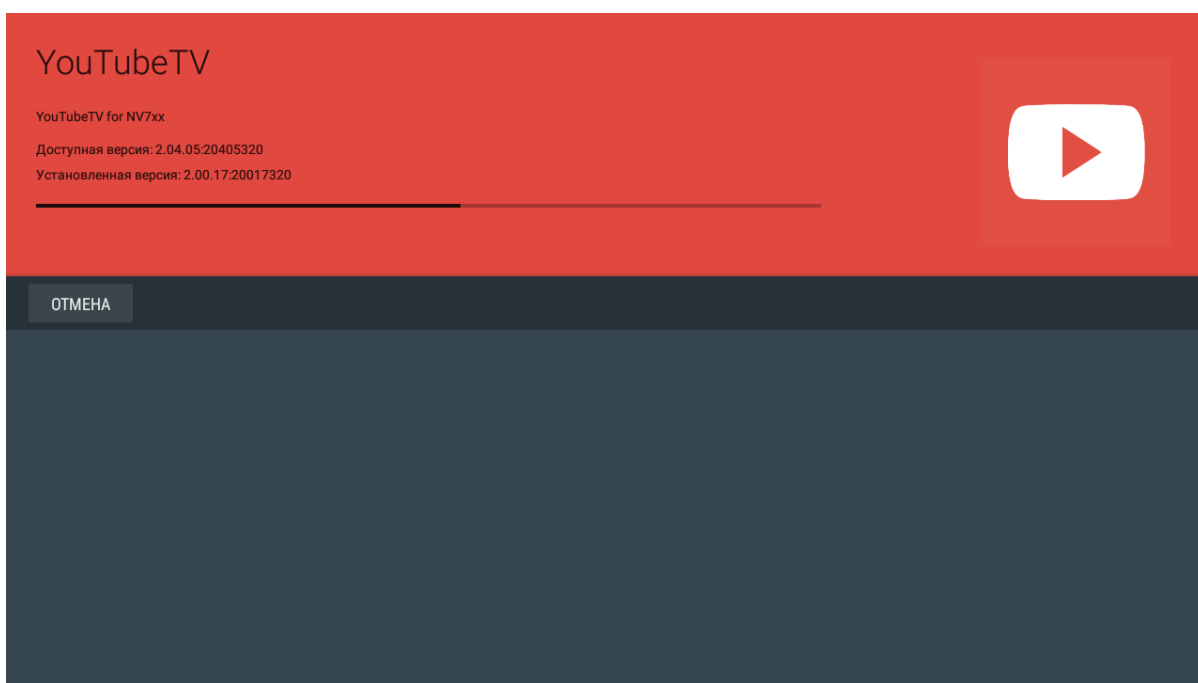 YouTubeTV
YouTubeTV for NV7xx
Доступная версия: 2.04.05:20405320
Установленная версия: 2.00.17:20017320
ОТМЕНА